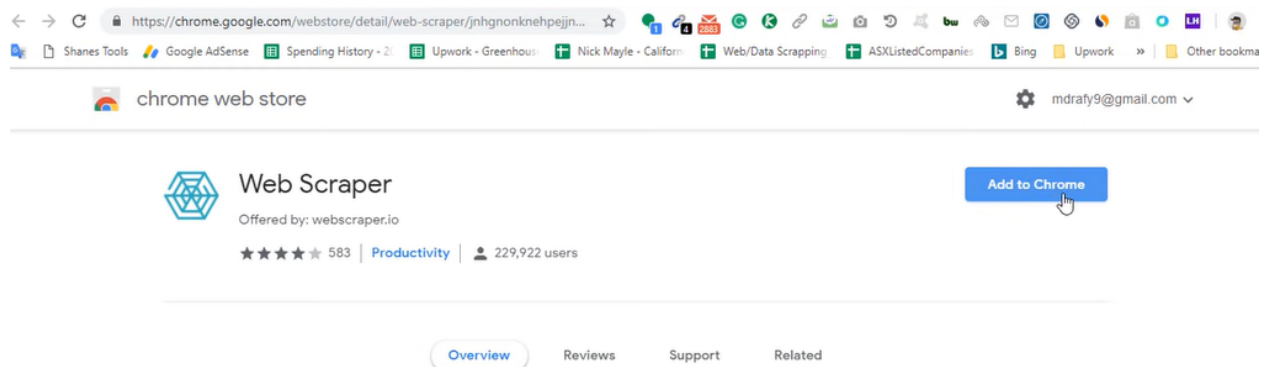 https://chrome.google.com/webstore/detail/web-scraper/jnhgnonknehpejjn... 1 4 2883 bw LH
Shanes Tools Google AdSense Spending History - 20 Upwork - Greenhous Nick Mayle - Californ Web/Data Scrapping ASXListedCompanies Bing Upwork » Other bookma
chrome web store mdrafy9@gmail.com
Web Scraper
Add to Chrome
Offered by: webscraper.io
583 Productivity 229,922 users
Overview Reviews Support Related